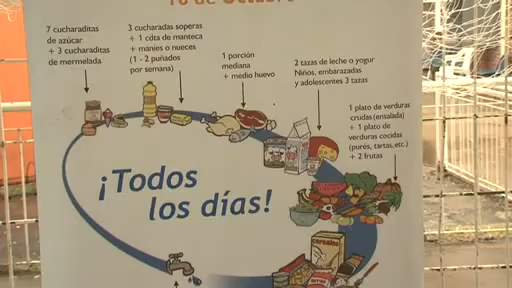 16 de Octubre
7 cucharaditas
de azúcar
+ 3 cucharaditas
de mermelada
3 cucharadas soperas
+ 1 cdta de manteca
+ maníes o nueces
(1 - 2 puñados
por semana)
1 porción
mediana
+ medio huevo
2 tazas de leche o yogur
Niños, embarazadas
y adolescentes 3 tazas
1 plato de verduras
crudas (ensalada)
+ 1 plato de
verduras cocidas
(purés, tartas, etc.)
+ 2 frutas
¡Todos
los días!
cereales